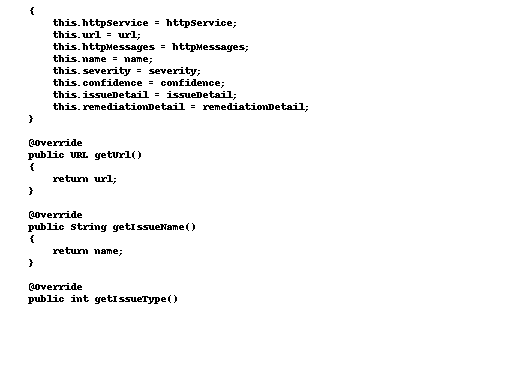 {
this.httpService = httpService;
this.url = url;
this.httpMessages = httpMessages;
this.name = name;
this.severity = severity;
this.confidence = confidence;
this.issueDetail = issueDetail;
this.remediationDetail = remediationDetail;
}
@Override
public URL getUrl()
{
return url;
}
@Override
public String getIssueName()
{
return name;
}
@Override
public int getIssueType()